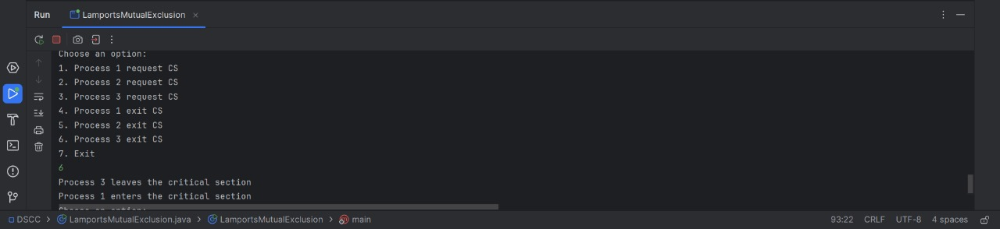 Run LamportsMutualExclusion
Choose an option:
1. Process 1 request CS
2. Process 2 request CS
3. Process 3 request CS
4. Process 1 exit CS
5. Process 2 exit CS
6. Process 3 exit CS
7. Exit
6
Process 3 leaves the critical section
Process 1 enters the critical section
Choose an option:
DSCC > LamportsMutualExclusion.java > LamportsMutualExclusion > main 93:22 CRLF UTF-8 4 spaces